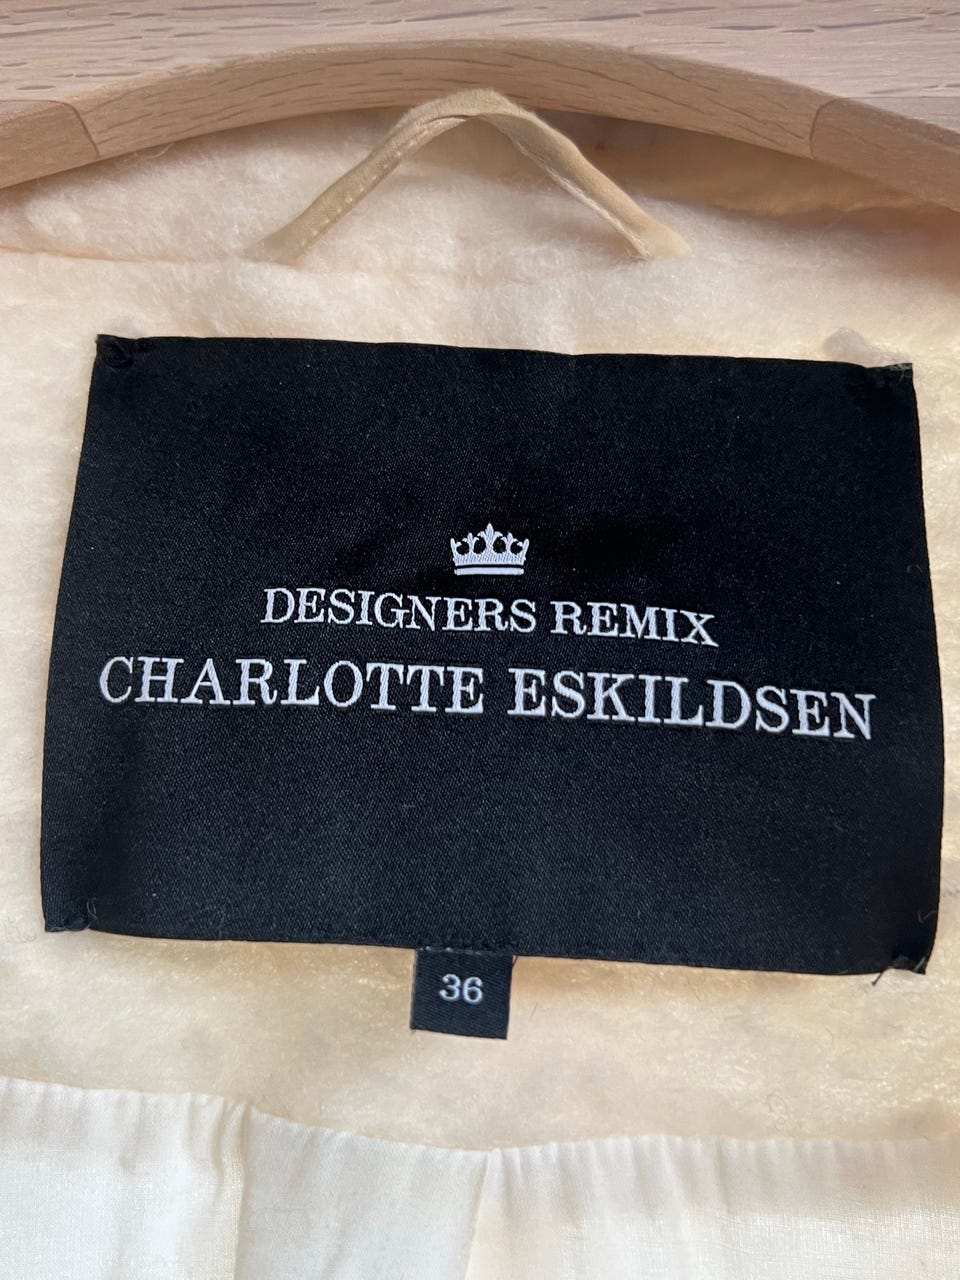 DESIGNERS REMIX
CHARLOTTE ESKILDSEN
36